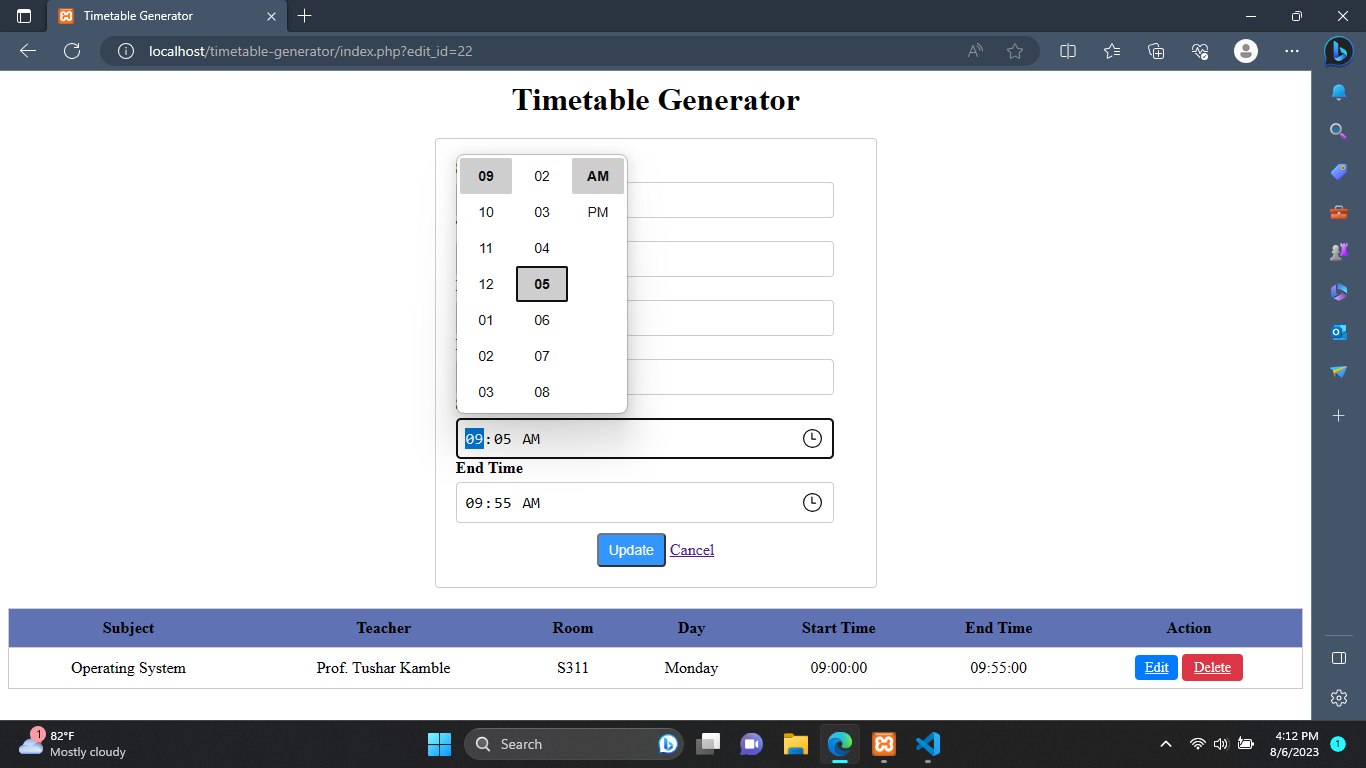 Timetable Generator
localhost/timetable-generator/index.php?edit_id=22
Timetable Generator
09 02 AM
10 03 PM
11 04
12 05
01 06
02 07
03 08
09:05 AM
End Time
09:55 AM
Update Cancel
Subject Teacher Room Day Start Time End Time Action
Operating System Prof. Tushar Kamble S311 Monday 09:00:00 09:55:00 Edit Delete
1 82°F
Mostly cloudy
Search
4:12 PM
8/6/2023
1